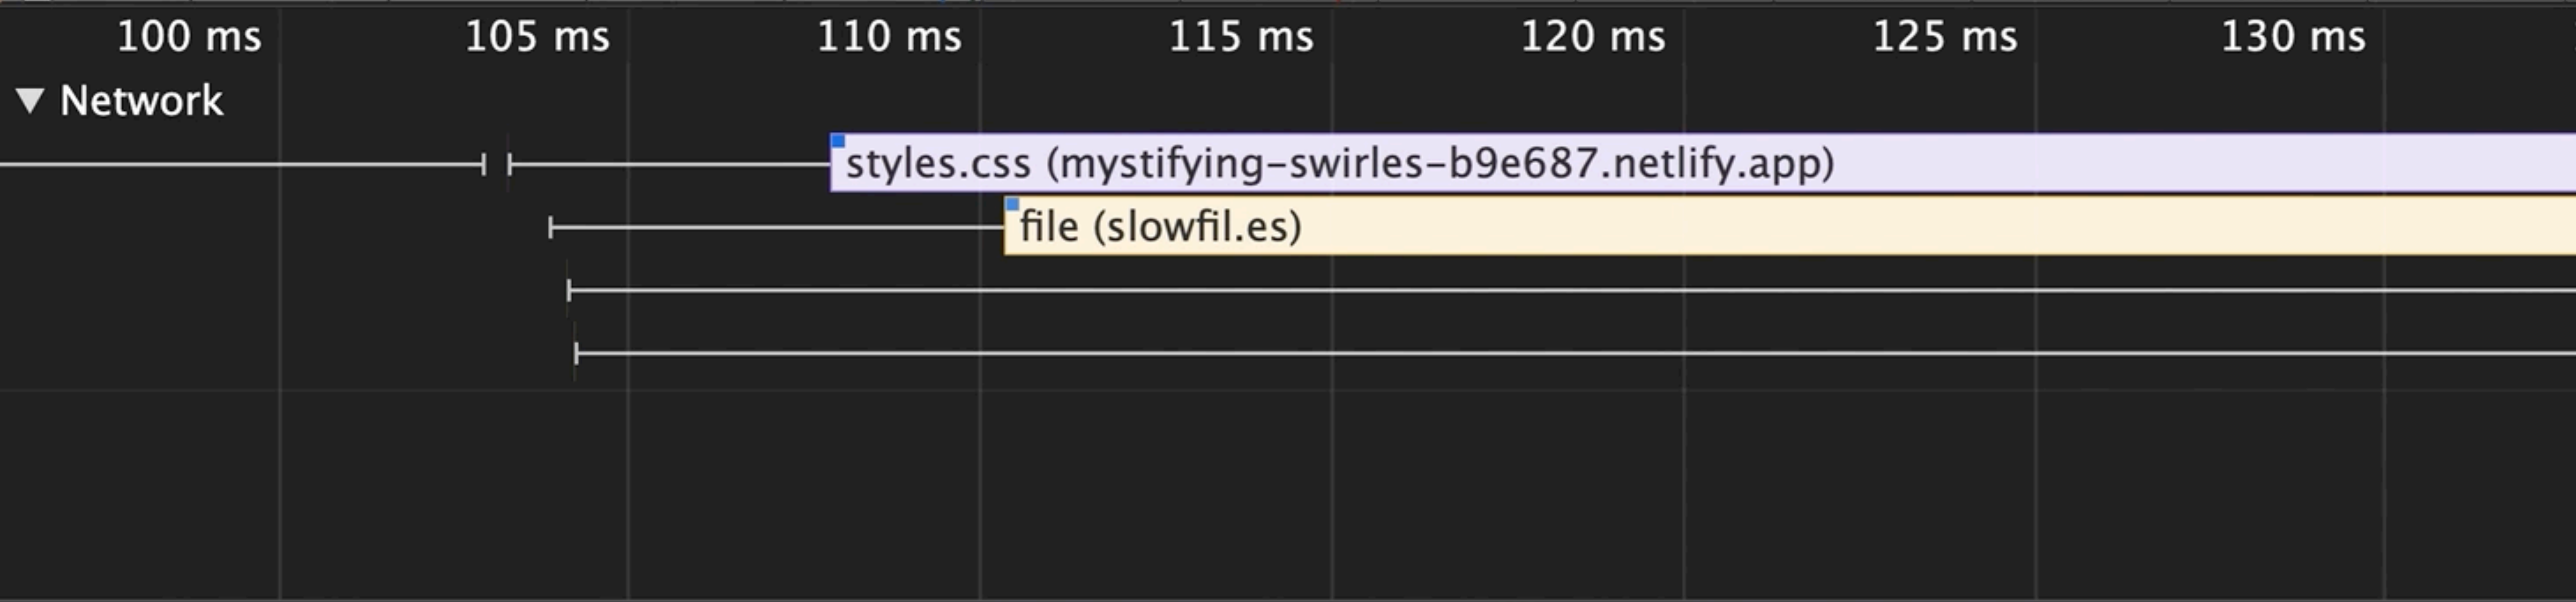 100 ms 105 ms 110 ms 115 ms 120 ms 125 ms 130 ms
Network
styles.css (mystifying-swirles-b9e687.netlify.app)
file (slowfil.es)